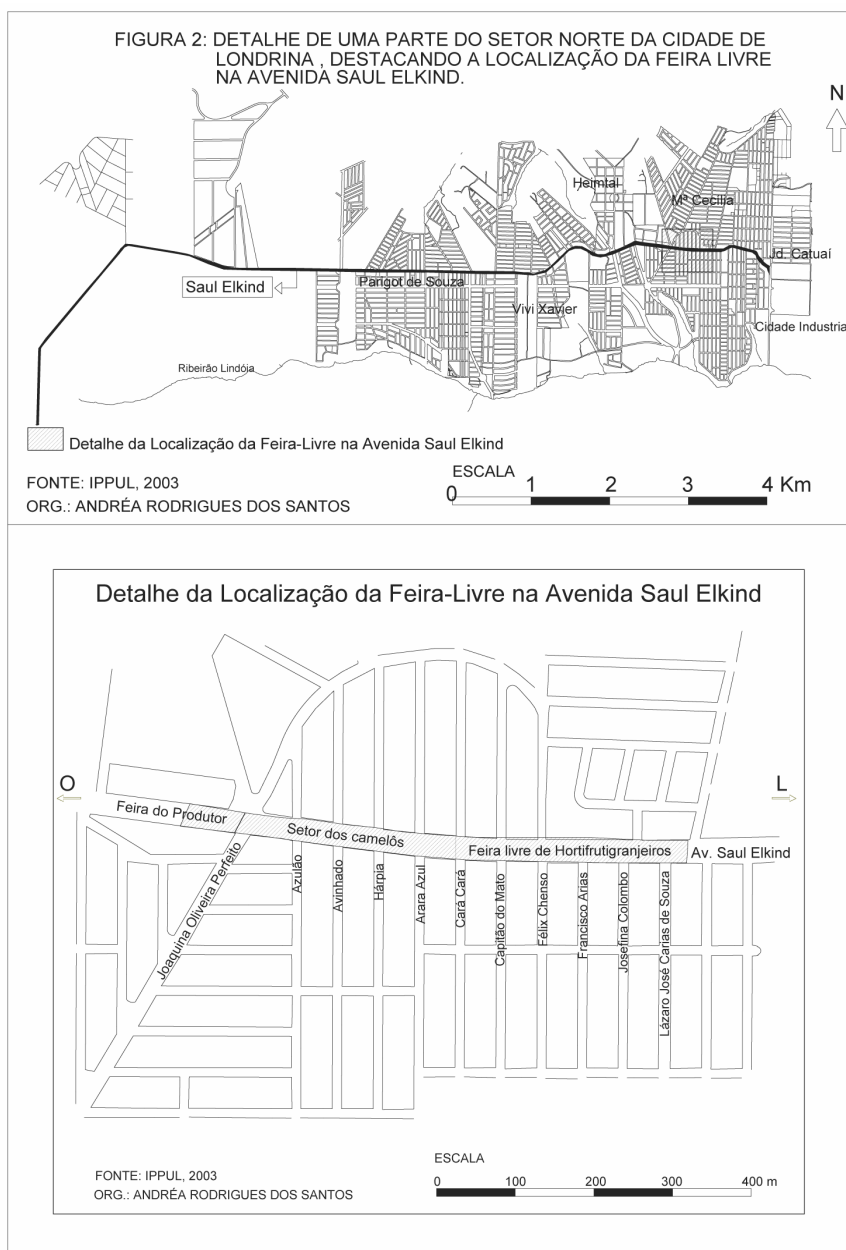 FIGURA 2: DETALHE DE UMA PARTE DO SETOR NORTE DA CIDADE DE
LONDRINA , DESTACANDO A LOCALIZAÇÃO DA FEIRA LIVRE
NA AVENIDA SAUL ELKIND.
N
Heimtal
Mª Cecília
Jd. Catuaí
Saul Elkind
Parigot de Souza
Vivi Xavier
Cidade Industria
Ribeirão Lindóia
Detalhe da Localização da Feira-Livre na Avenida Saul Elkind
FONTE: IPPUL, 2003
ORG.: ANDRÉA RODRIGUES DOS SANTOS
ESCALA
0 1 2 3 4 Km
Detalhe da Localização da Feira-Livre na Avenida Saul Elkind
O
L
Feira do Produtor
Setor dos camelôs
Feira livre de Hortifrutigranjeiros
Av. Saul Elkind
Joaquina Oliveira Perfeito
Azulão
Avinhado
Hárpia
Arara Azul
Cará Cará
Capitão do Mato
Félix Chenso
Francisco Arias
Josefina Colombo
Lázaro José Carias de Souza
FONTE: IPPUL, 2003
ORG.: ANDRÉA RODRIGUES DOS SANTOS
ESCALA
0 100 200 300 400 m